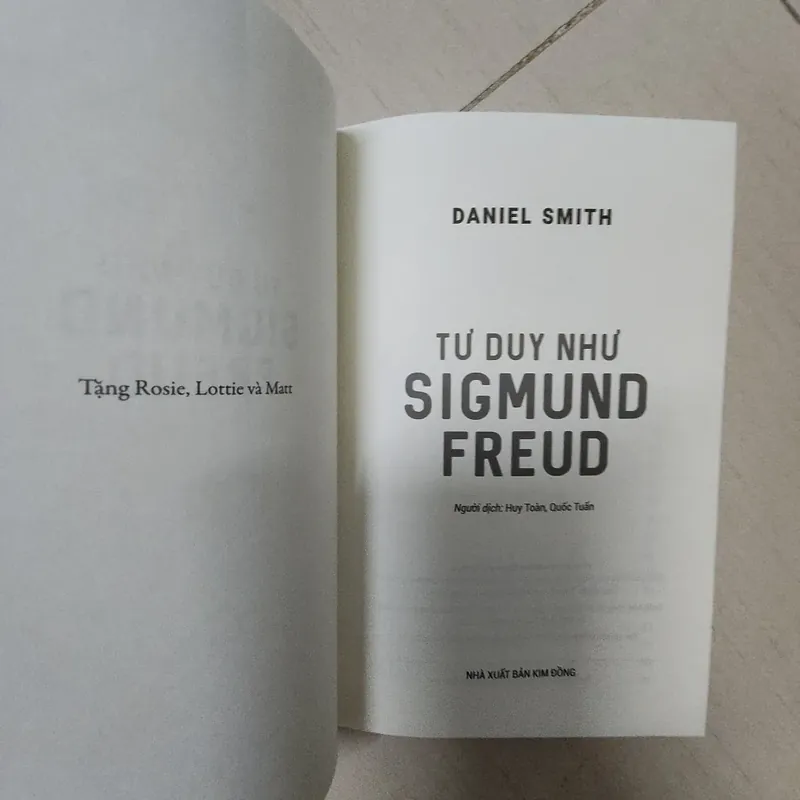 Tặng Rosie, Lottie và Matt
DANIEL SMITH
TƯ DUY NHƯ
SIGMUND
FREUD
Người dịch: Huy Toàn, Quốc Tuấn
NHÀ XUẤT BẢN KIM ĐỒNG